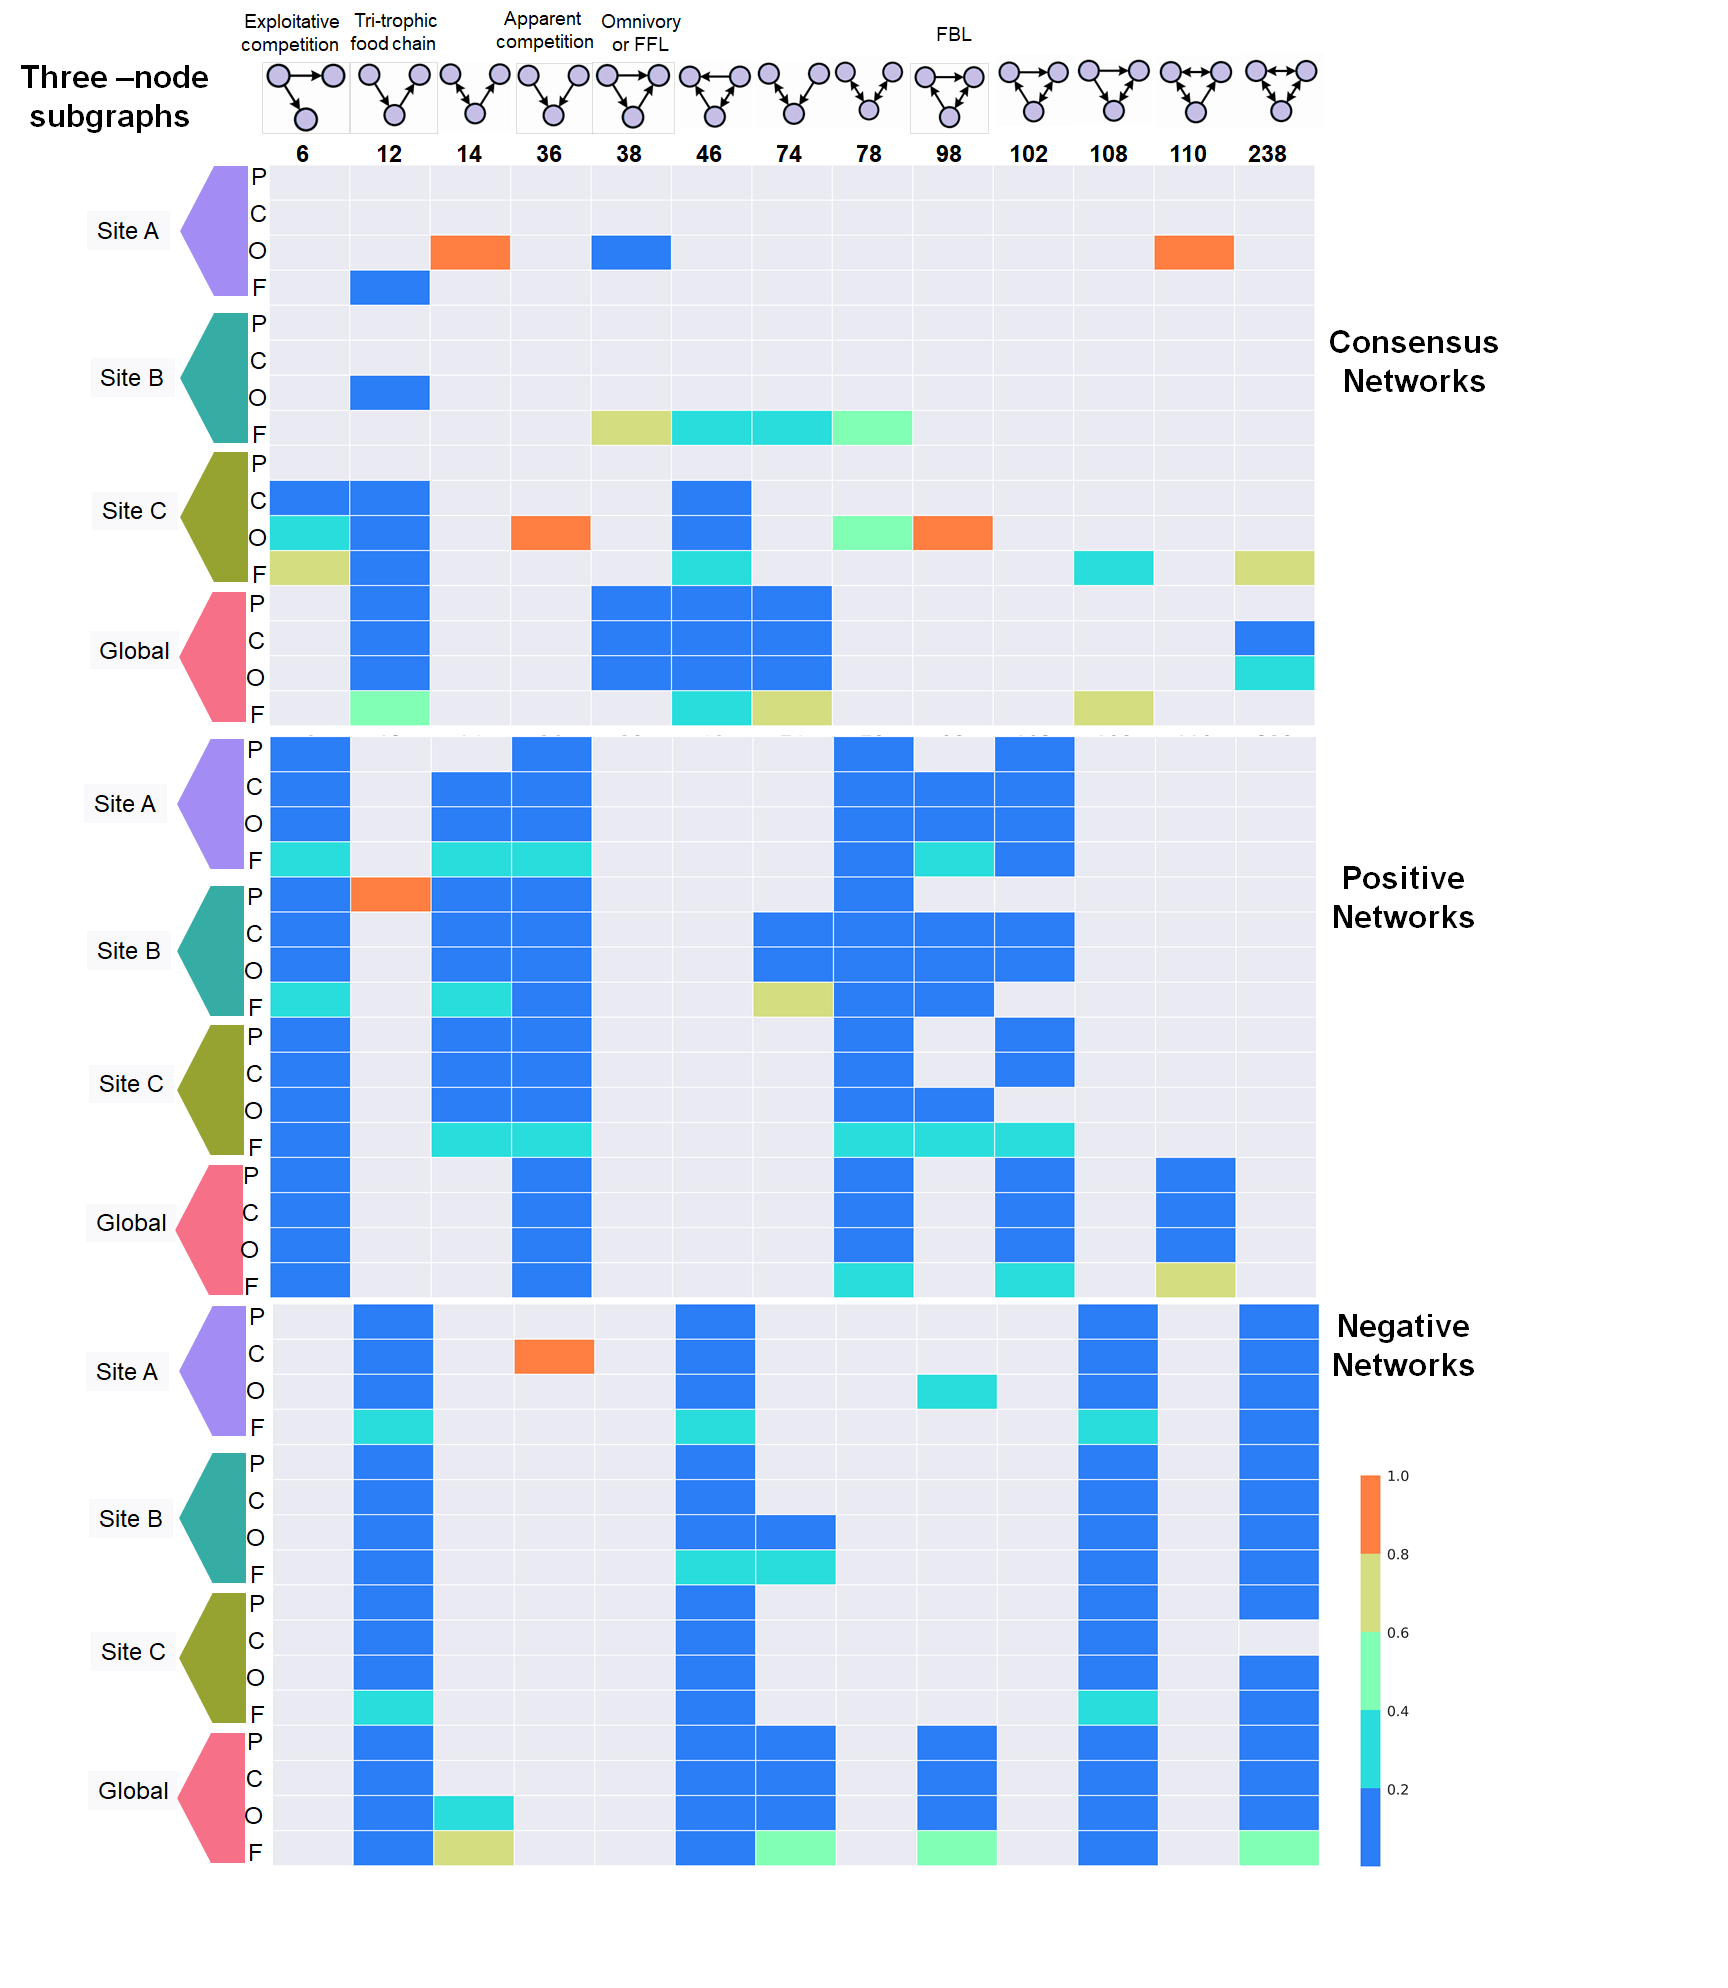 Exploitative competition
Tri-trophic food chain
Apparent competition
Omnivory or FFL
FBL
Three –node subgraphs
6 12 14 36 38 46 74 78 98 102 108 110 238
Site A
P
C
O
F
Site B
P
C
O
F
Site C
P
C
O
F
Global
P
C
O
F
Consensus
Networks
Site A
P
C
O
F
Site B
P
C
O
F
Site C
P
C
O
F
Global
P
C
O
F
Positive
Networks
Site A
P
C
O
F
Site B
P
C
O
F
Site C
P
C
O
F
Global
P
C
O
F
Negative
Networks
1.0
0.8
0.6
0.4
0.2